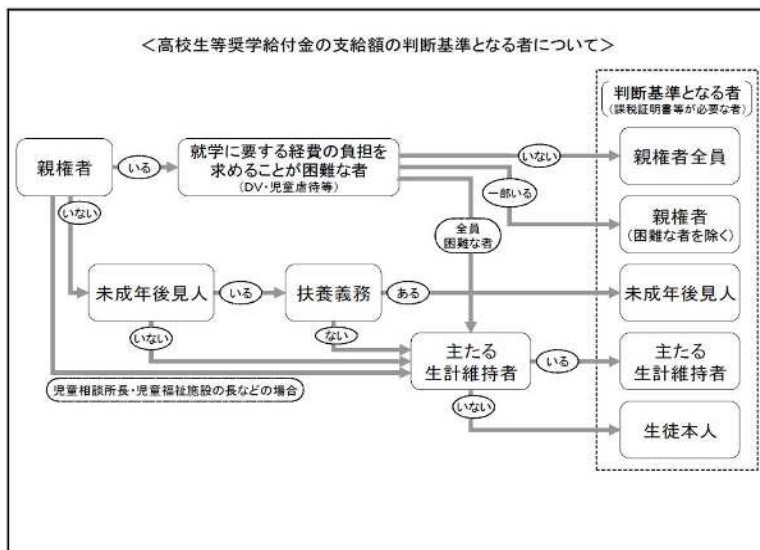 ＜高校生等奨学給付金の支給額の判断基準となる者について＞
判断基準となる者
(課税証明書等が必要な者)
親権者
いる
就学に要する経費の負担を
求めることが困難な者
(DV・児童虐待等)
いない
親権者全員
一部いる
親権者
(困難な者を除く)
全員
困難な者
いない
未成年後見人
いる
扶養義務
ある
未成年後見人
いない
ない
主たる
生計維持者
いる
主たる
生計維持者
児童相談所長・児童福祉施設の長などの場合
いない
生徒本人